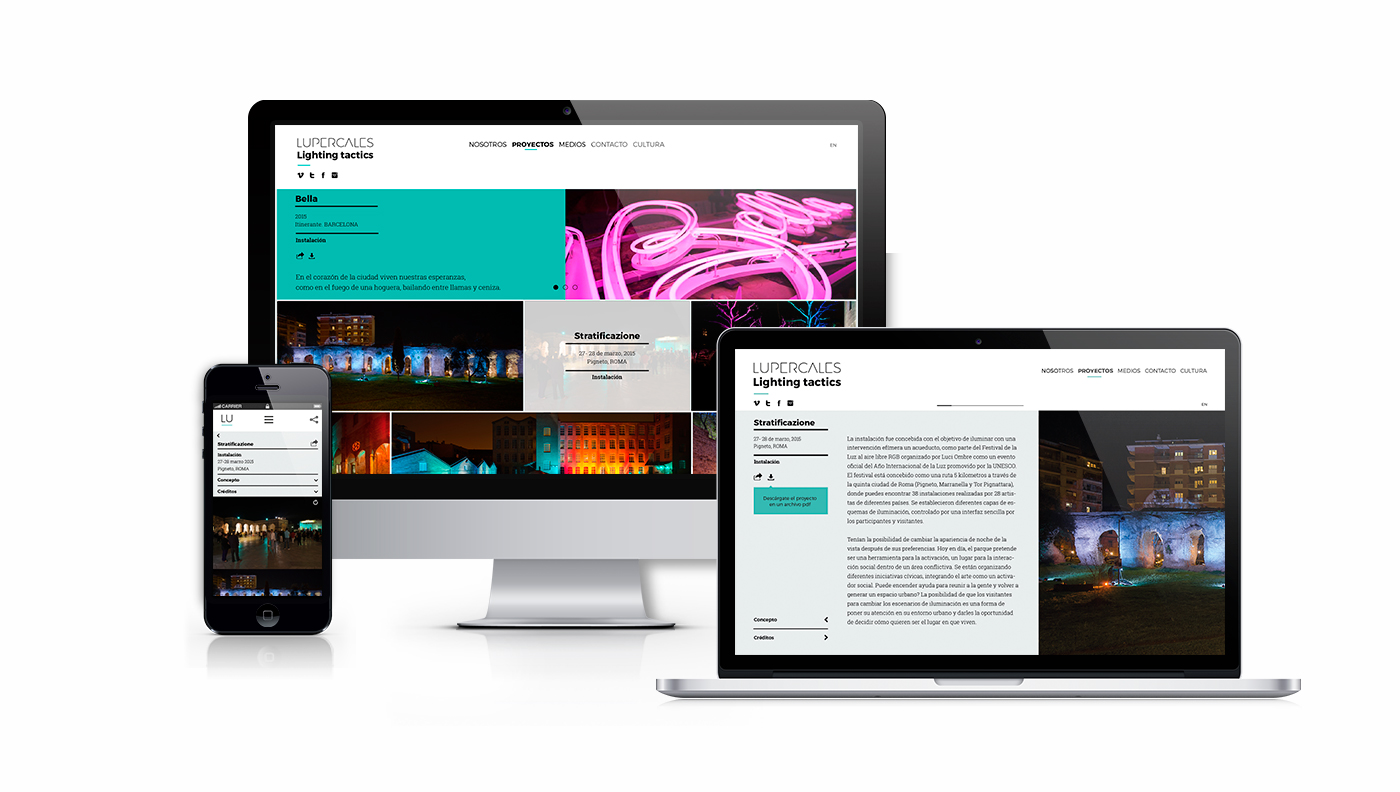 LUPERCALES
Lighting tactics
NOSOTROS PROYECTOS MEDIOS CONTACTO CULTURA
EN
Bella
2015
Itinerante. BARCELONA
Instalación
En el corazón de la ciudad viven nuestras esperanzas,
como en el fuego de una hoguera, bailando entre llamas y ceniza.
Stratificazione
27 - 28 de marzo, 2015
Pigneto, ROMA
Instalación
CARRIER
LU
Stratificazione
Instalación
27-28 marzo 2015
Pigneto, ROMA
Concepto
Créditos
LUPERCALES
Lighting tactics
NOSOTROS PROYECTOS MEDIOS CONTACTO CULTURA
EN
Stratificazione
27 - 28 de marzo, 2015
Pigneto, ROMA
Instalación
Descárgate el proyecto
en un archivo pdf
Concepto
Créditos
La instalación fue concebida con el objetivo de iluminar con una
intervención efímera un acueducto, como parte del Festival de la
Luz al aire libre RGB organizado por Luci Ombre como un evento
oficial del Año Internacional de la Luz promovido por la UNESCO.
El festival está concebido como una ruta 5 kilometros a través de
la quinta ciudad de Roma (Pigneto, Marranella y Tor Pignattara),
donde puedes encontrar 38 instalaciones realizadas por 28 artis-
tas de diferentes países. Se establecieron diferentes capas de es-
quemas de iluminación, controlado por una interfaz sencilla por
los participantes y visitantes.
Tenían la posibilidad de cambiar la apariencia de noche de la
vista después de sus preferencias. Hoy en día, el parque pretende
ser una herramienta para la activación, un lugar para la interac-
ción social dentro de un área conflictiva. Se están organizando
diferentes iniciativas cívicas, integrando el arte como un activa-
dor social. Puede encender ayuda para reunir a la gente y volver a
generar un espacio urbano? La posibilidad de que los visitantes
para cambiar los escenarios de iluminación es una forma de
poner su atención en su entorno urbano y darles la oportunidad
de decidir cómo quieren ser el lugar en que viven.